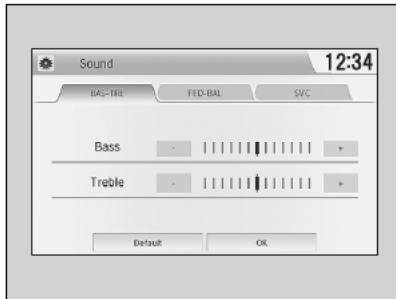 Sound 12:34
BAS-TRE FED-BAL SVC
Bass - +
Treble - +
Default OK